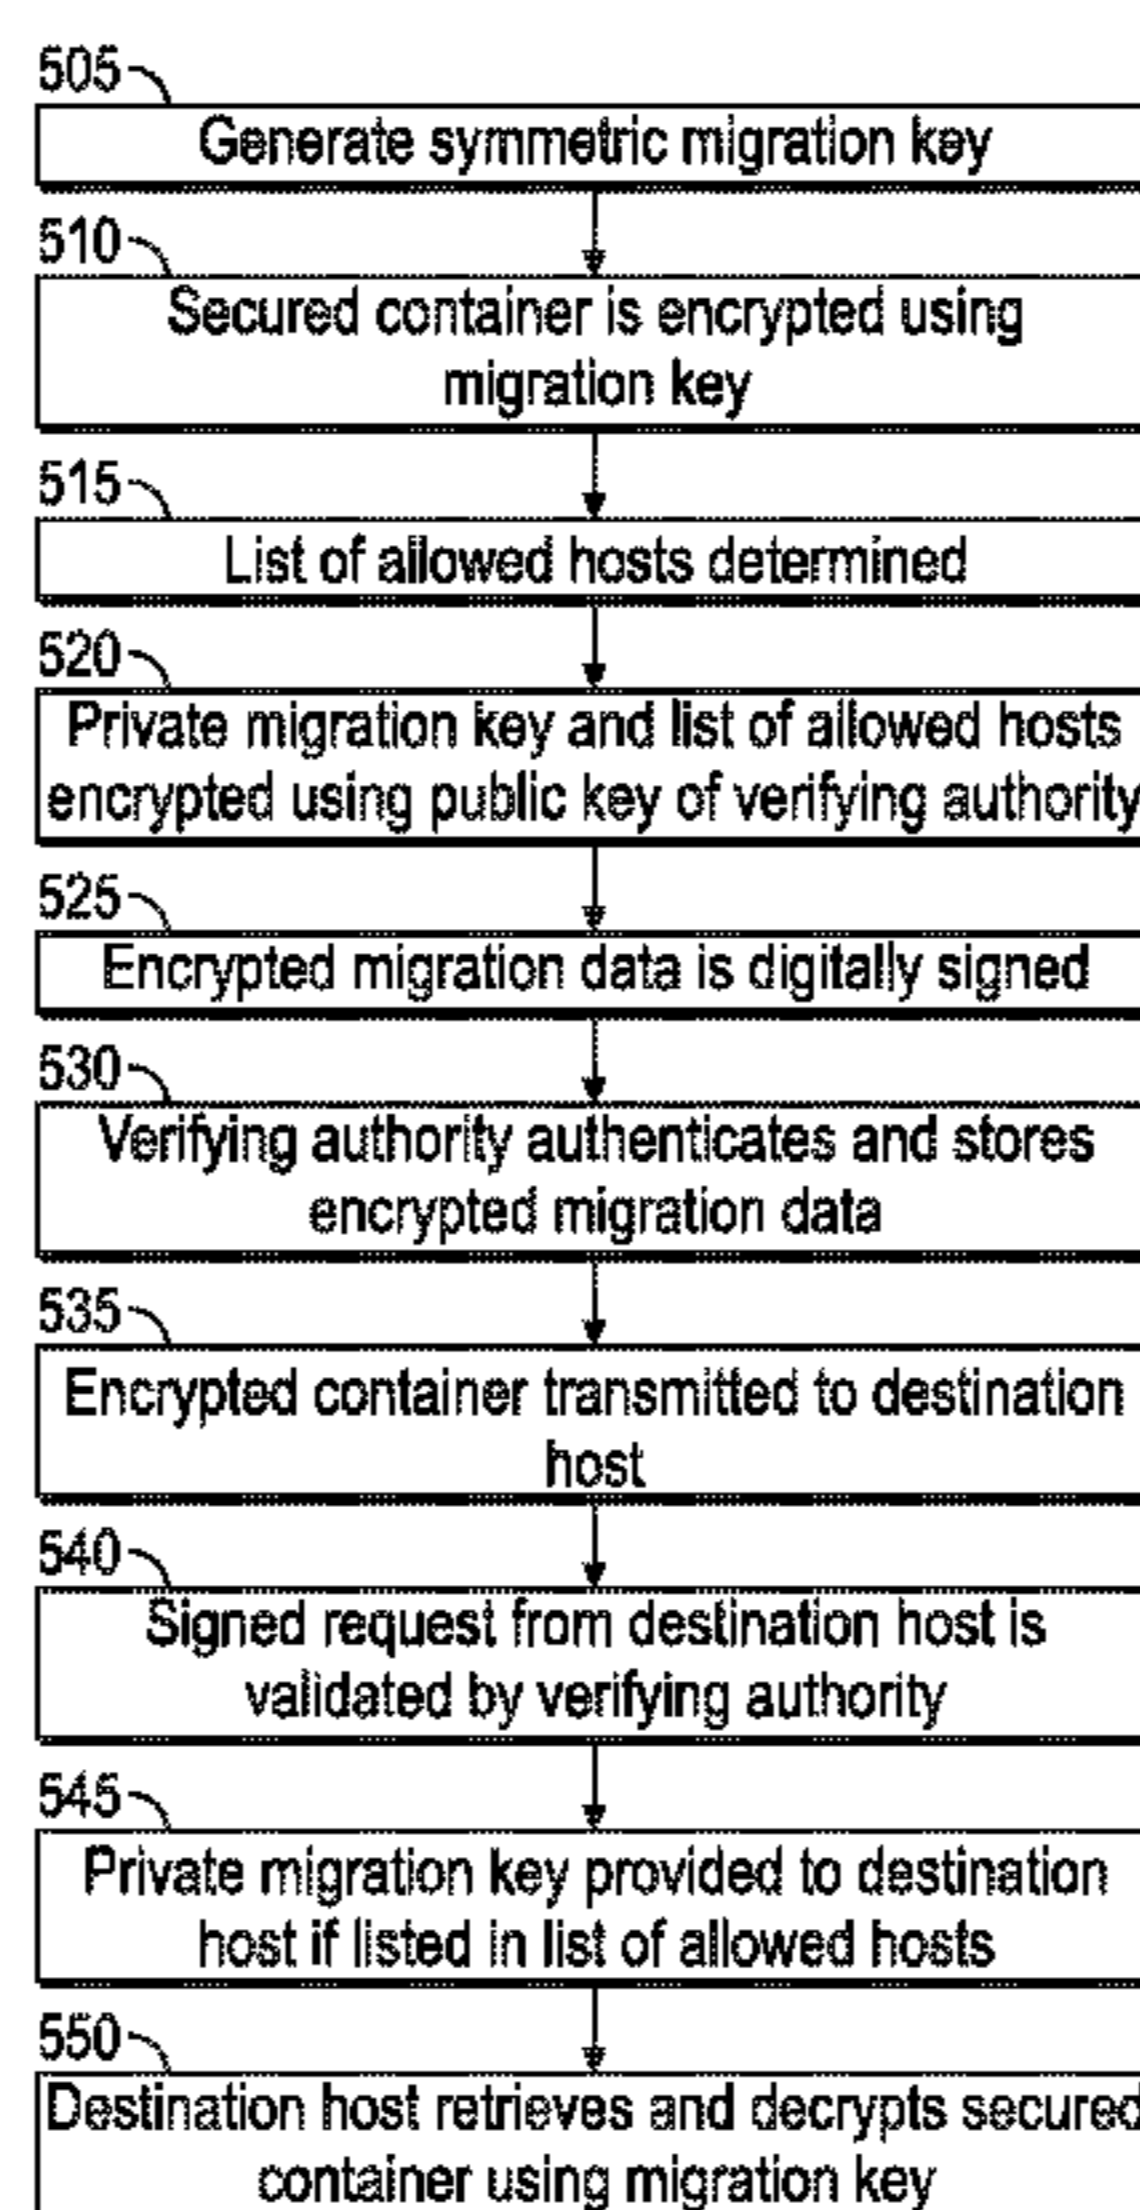 505
Generate symmetric migration key
510
Secured container is encrypted using
migration key
515
List of allowed hosts determined
520
Private migration key and list of allowed hosts
encrypted using public key of verifying authority
525
Encrypted migration data is digitally signed
530
Verifying authority authenticates and stores
encrypted migration data
535
Encrypted container transmitted to destination
host
540
Signed request from destination host is
validated by verifying authority
545
Private migration key provided to destination
host if listed in list of allowed hosts
550
Destination host retrieves and decrypts secured
container using migration key